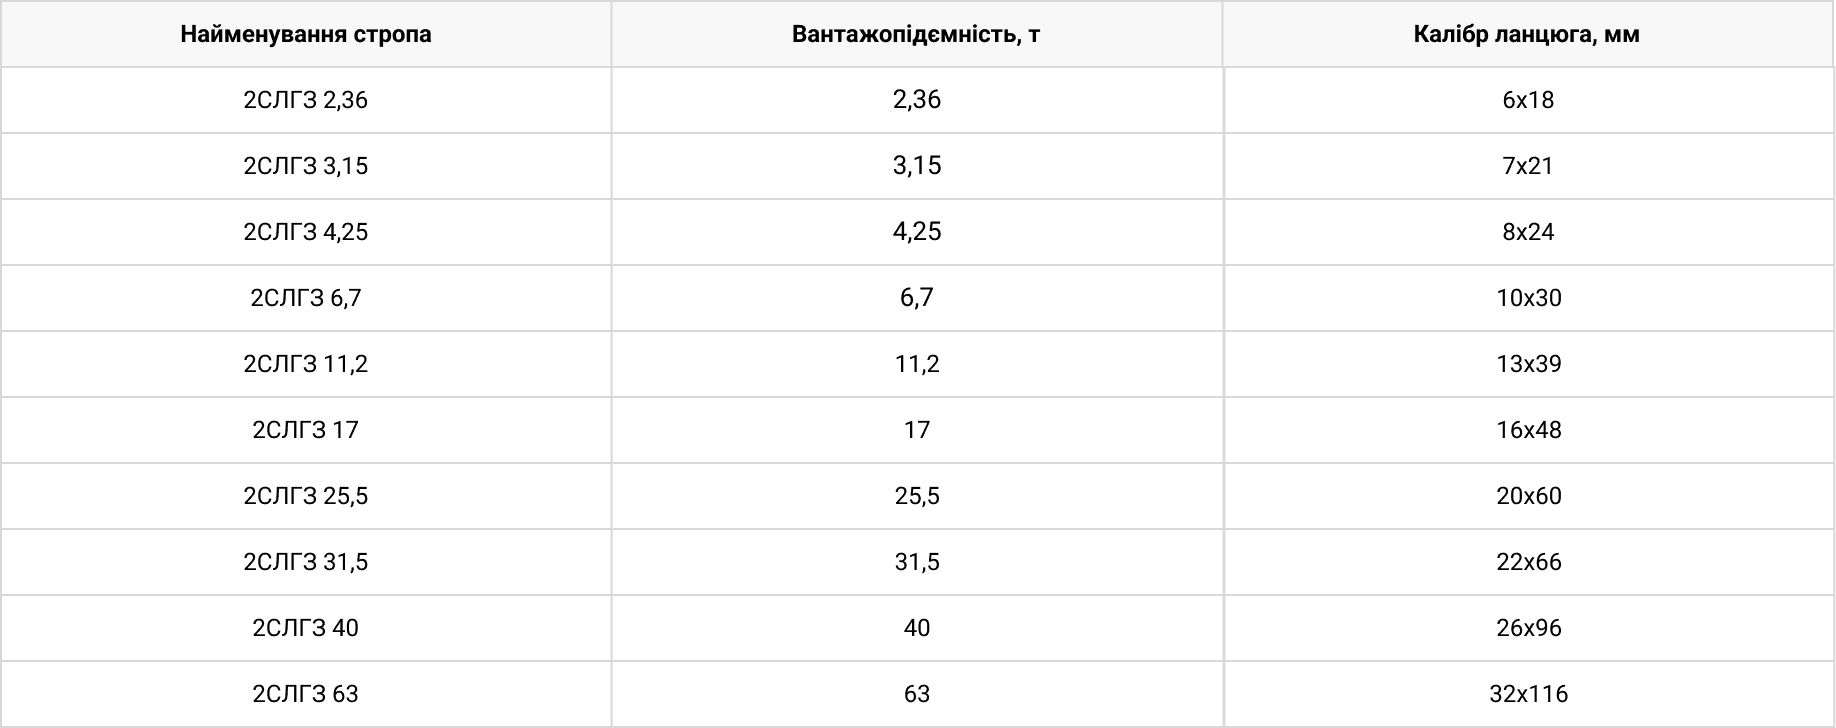 Найменування стропа Вантажопідємність, т Калібр ланцюга, мм
2СЛГЗ 2,36 2,36 6х18
2СЛГЗ 3,15 3,15 7х21
2СЛГЗ 4,25 4,25 8х24
2СЛГЗ 6,7 6,7 10х30
2СЛГЗ 11,2 11,2 13х39
2СЛГЗ 17 17 16х48
2СЛГЗ 25,5 25,5 20х60
2СЛГЗ 31,5 31,5 22х66
2СЛГЗ 40 40 26х96
2СЛГЗ 63 63 32х116